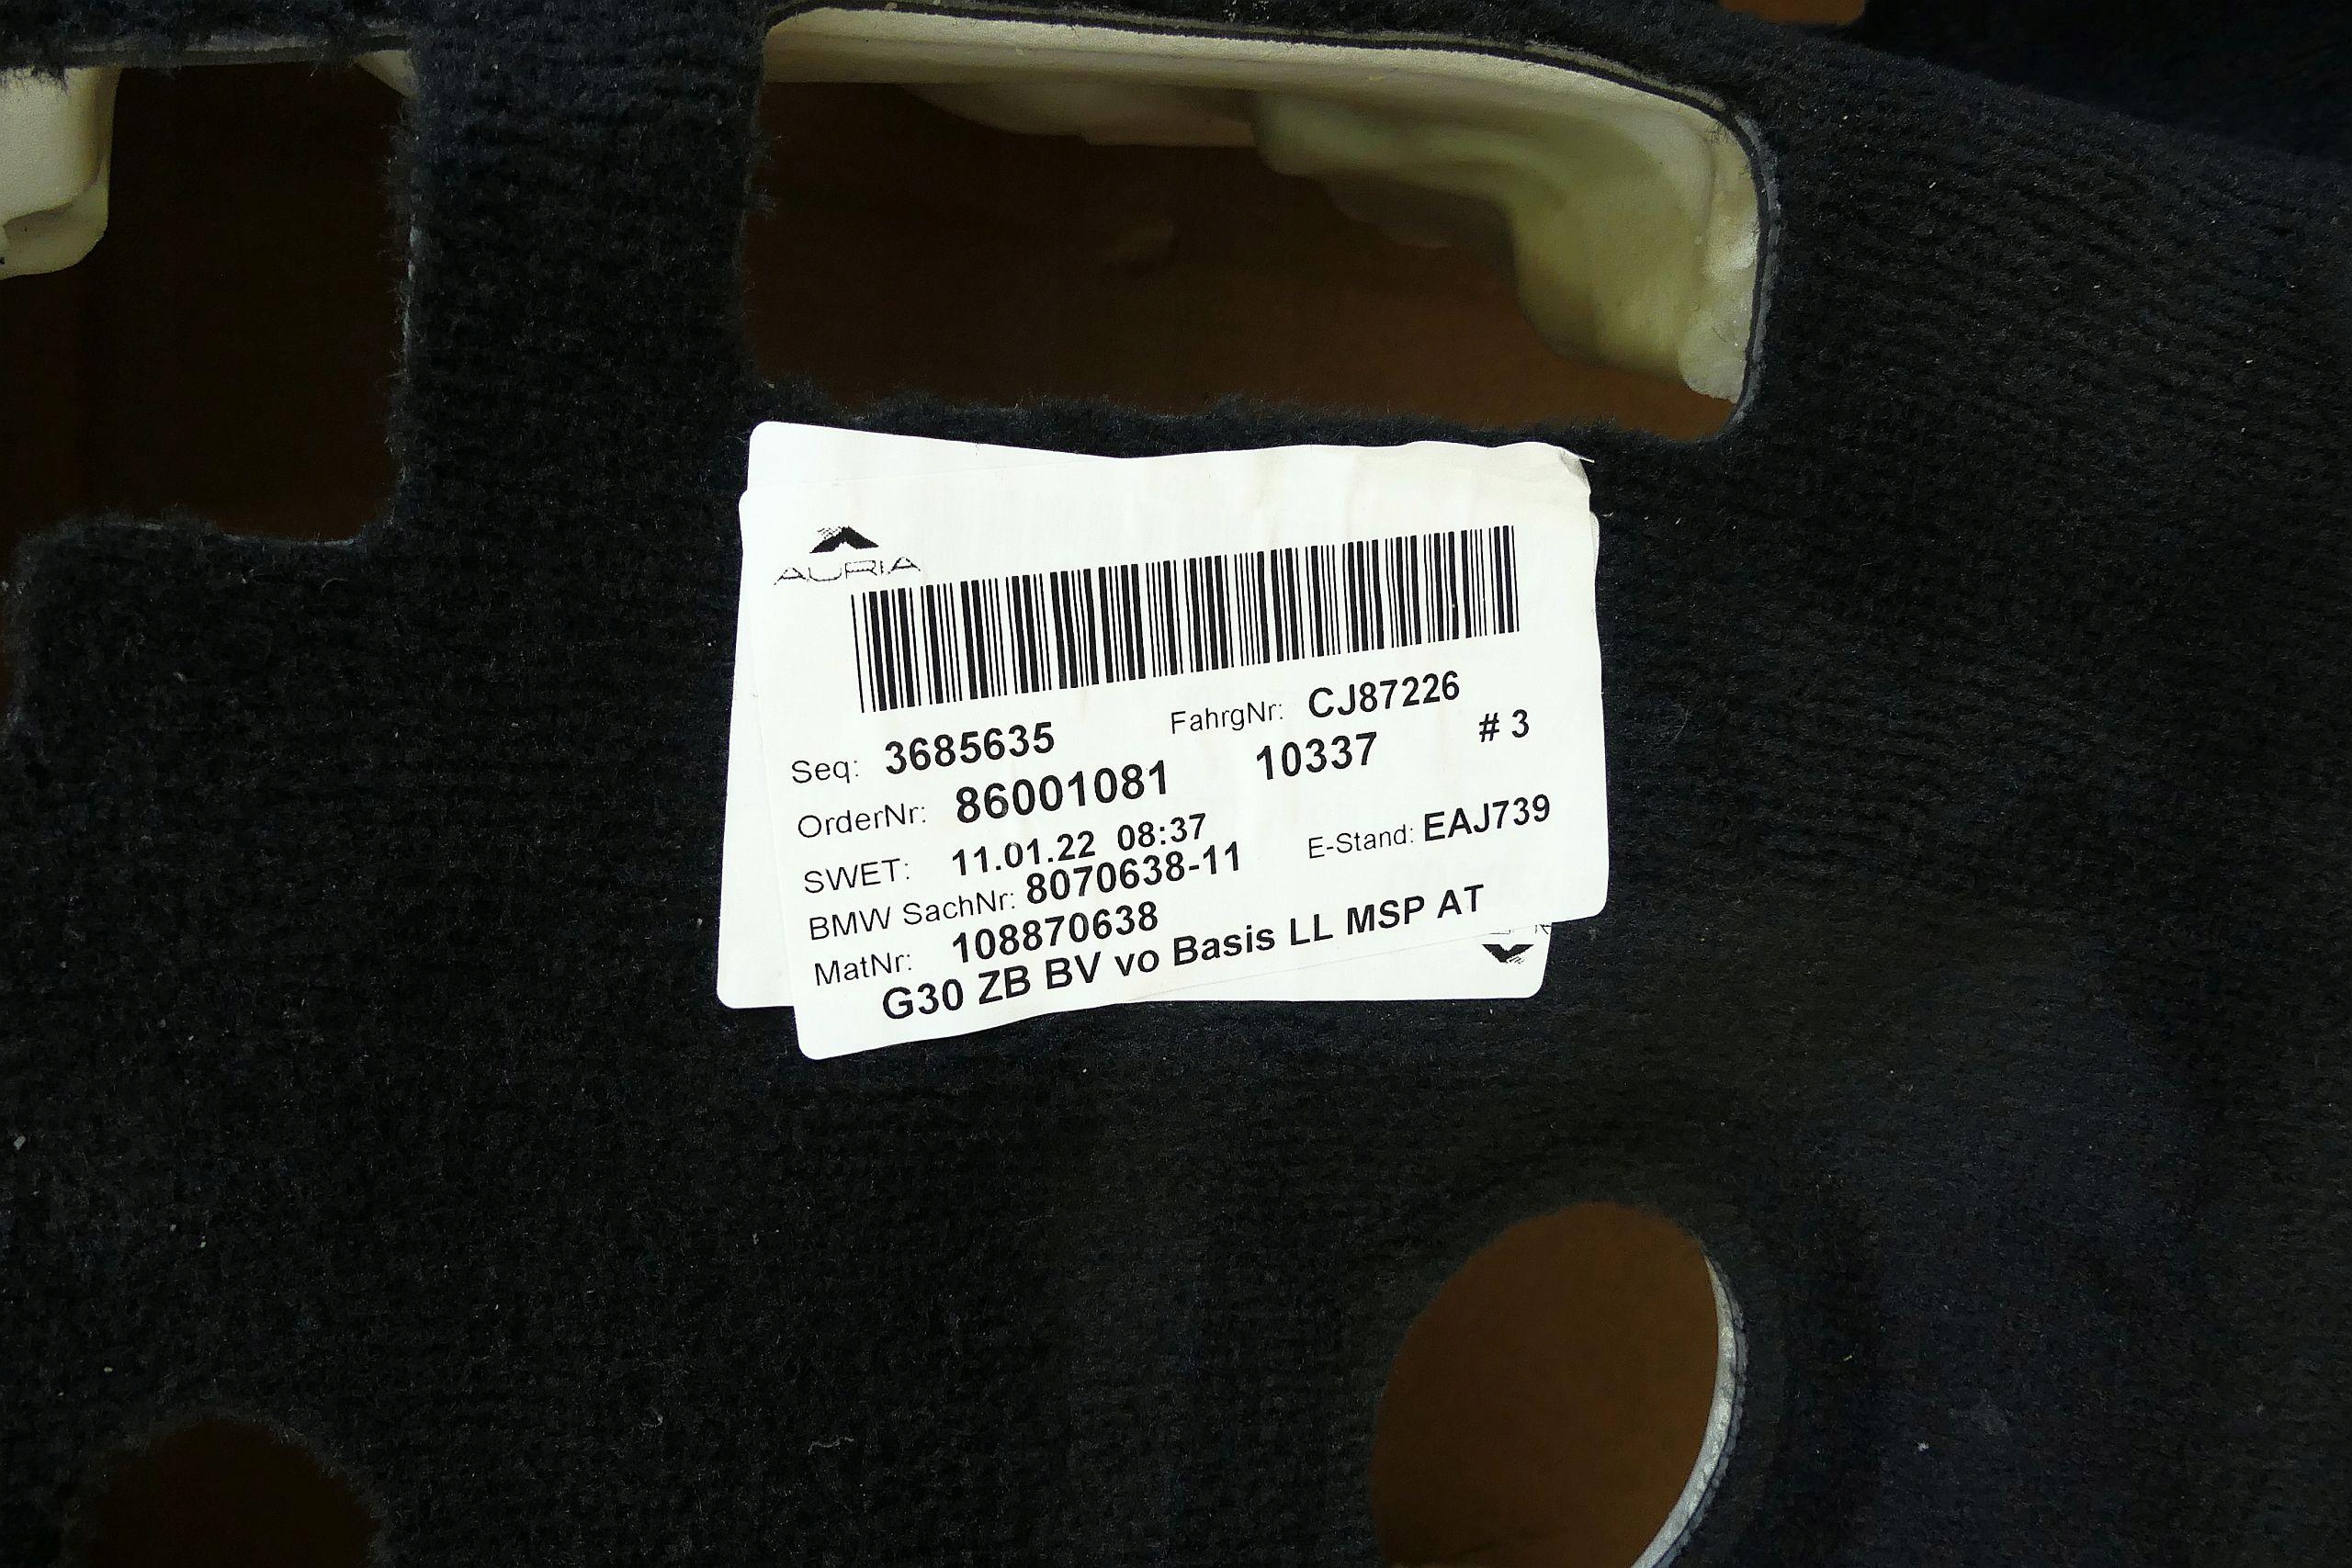 AURIA
Seq: 3685635 FahrgNr: CJ87226
OrderNr: 86001081 10337 # 3
SWET: 11.01.22 08:37
BMW SachNr: 8070638-11 E-Stand: EAJ739
MatNr: 108870638
G30 ZB BV vo Basis LL MSP AT